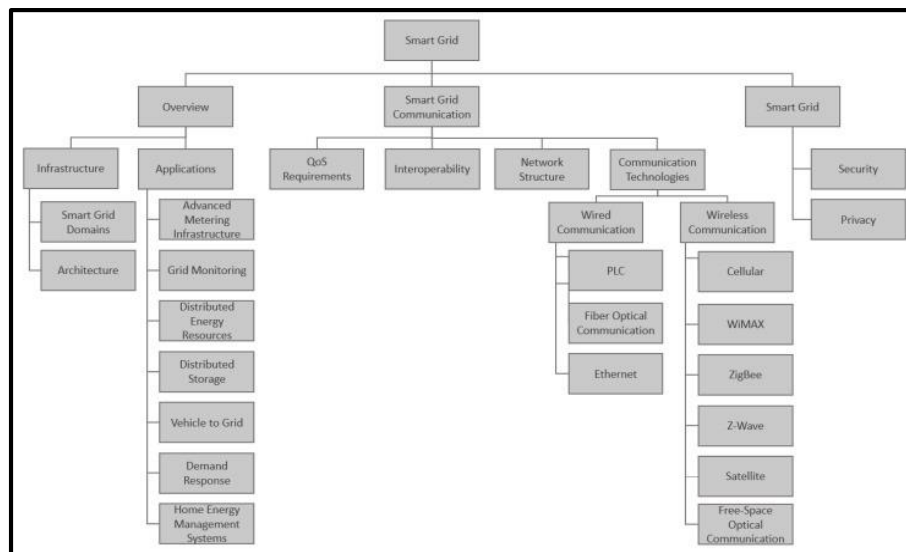 Smart Grid
Overview
Smart Grid
Communication
Smart Grid
Infrastructure
Applications
QoS
Requirements
Interoperability
Network
Structure
Communication
Technologies
Security
Privacy
Smart Grid
Domains
Architecture
Advanced
Metering
Infrastructure
Grid Monitoring
Distributed
Energy
Resources
Distributed
Storage
Vehicle to Grid
Demand
Response
Home Energy
Management
Systems
Wired
Communication
PLC
Fiber Optical
Communication
Ethernet
Wireless
Communication
Cellular
WiMAX
ZigBee
Z-Wave
Satellite
Free-Space
Optical
Communication